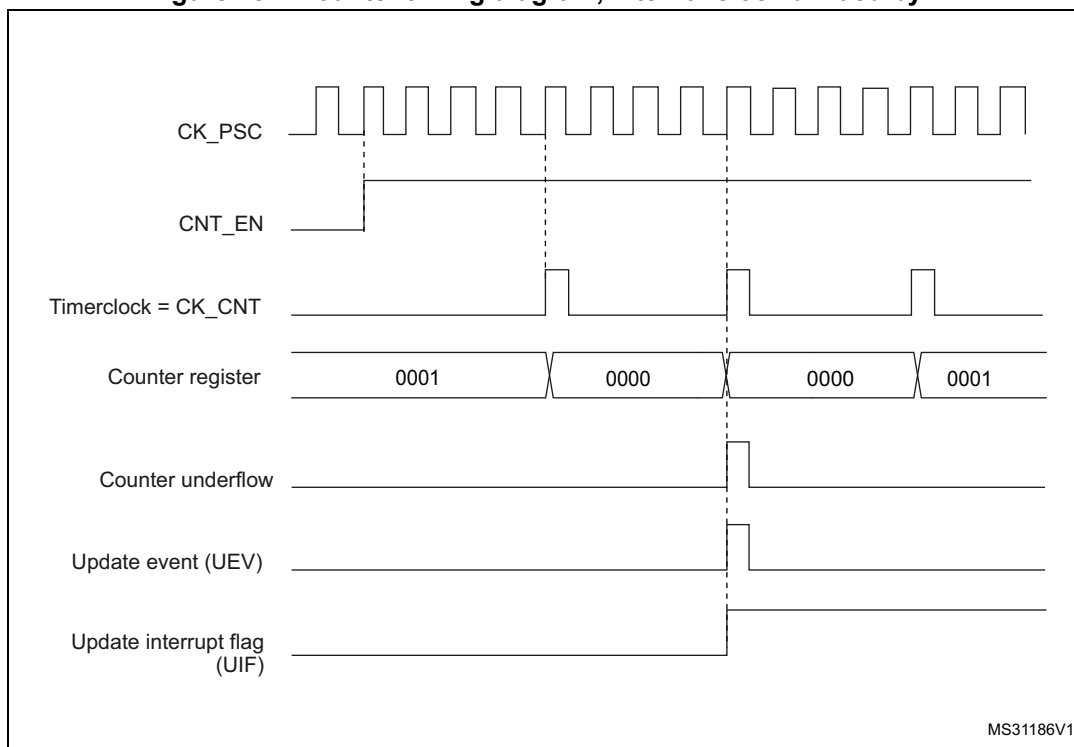 CK_PSC
CNT_EN
Timerclock = CK_CNT
Counter register 0001 0000 0000 0001
Counter underflow
Update event (UEV)
Update interrupt flag
(UIF)
MS31186V1